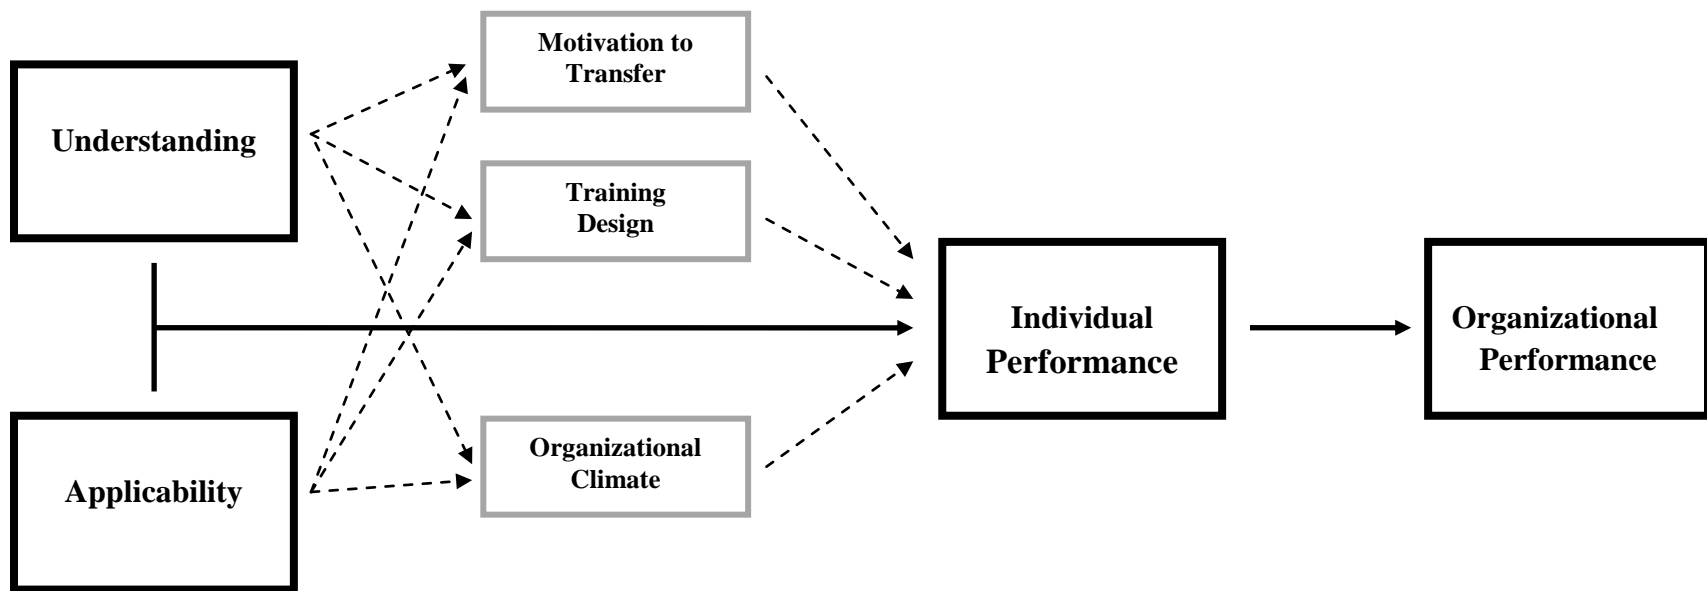 Motivation to
Transfer
Understanding
Training
Design
Individual
Performance
Organizational
Performance
Organizational
Climate
Applicability